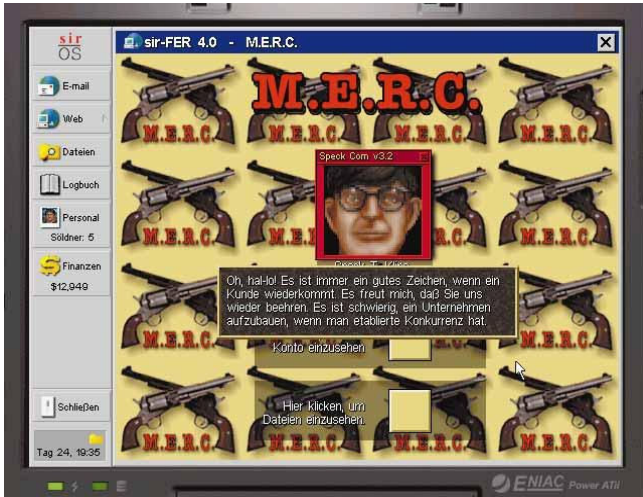 sir
OS
sir-FER 4.0 - M.E.R.C.
E-mail
Web
Dateien
Logbuch
Personal
Söldner: 5
Finanzen
$12,949
Schließen
Tag 24, 19:35
M.E.R.C.
Speck Com v3.2
Oh, hal-lo! Es ist immer ein gutes Zeichen, wenn ein
Kunde wiederkommt. Es freut mich, daß Sie uns
wieder beehren. Es ist schwierig, ein Unternehmen
aufzubauen, wenn man etablierte Konkurrenz hat.
Konto einzusehen
Hier klicken, um
Dateien einzusehen.
M.E.R.C. M.E.R.C. M.E.R.C. M.E.R.C.
M.E.R.C. M.E.R.C.
M.E.R.C. M.E.R.C.
M.E.R.C. M.E.R.C. M.E.R.C. M.E.R.C.
ENIAC Power ATII